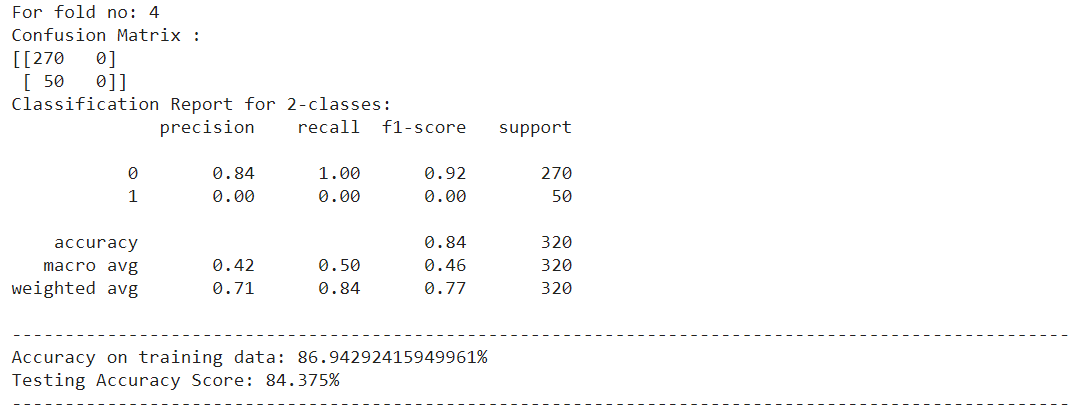 For fold no: 4
Confusion Matrix :
[[270   0]
 [ 50   0]]
Classification Report for 2-classes:
              precision    recall  f1-score   support

           0       0.84      1.00      0.92       270
           1       0.00      0.00      0.00        50

    accuracy                           0.84       320
   macro avg       0.42      0.50      0.46       320
weighted avg       0.71      0.84      0.77       320

----------------------------------------------------------------------------------------------------
Accuracy on training data: 86.94292415949961%
Testing Accuracy Score: 84.375%
----------------------------------------------------------------------------------------------------